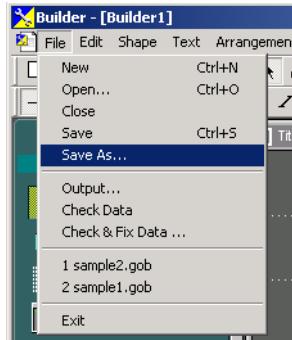 Builder - [Builder1]
File Edit Shape Text Arrangemen
New Ctrl+N
Open... Ctrl+O
Close
Save Ctrl+S
Save As...
Output...
Check Data
Check & Fix Data ...
1 sample2.gob
2 sample1.gob
Exit
Tit